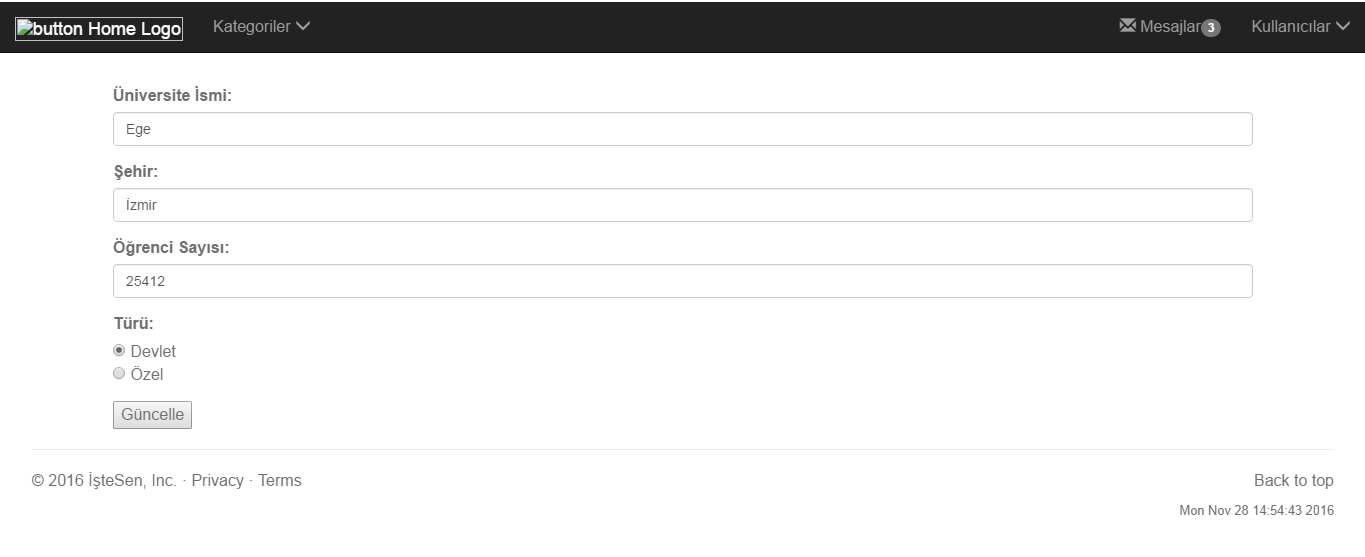 button Home Logo Kategoriler Mesajlar 3 Kullanıcılar
Üniversite İsmi:
Ege
Şehir:
İzmir
Öğrenci Sayısı:
25412
Türü:
Devlet
Özel
Güncelle
© 2016 İşteSen, Inc. · Privacy · Terms Back to top
Mon Nov 28 14:54:43 2016